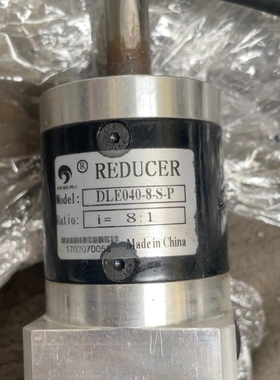 ® REDUCER
Model: DLE040-8-S-P
Ratio: i= 8:1
Made in China